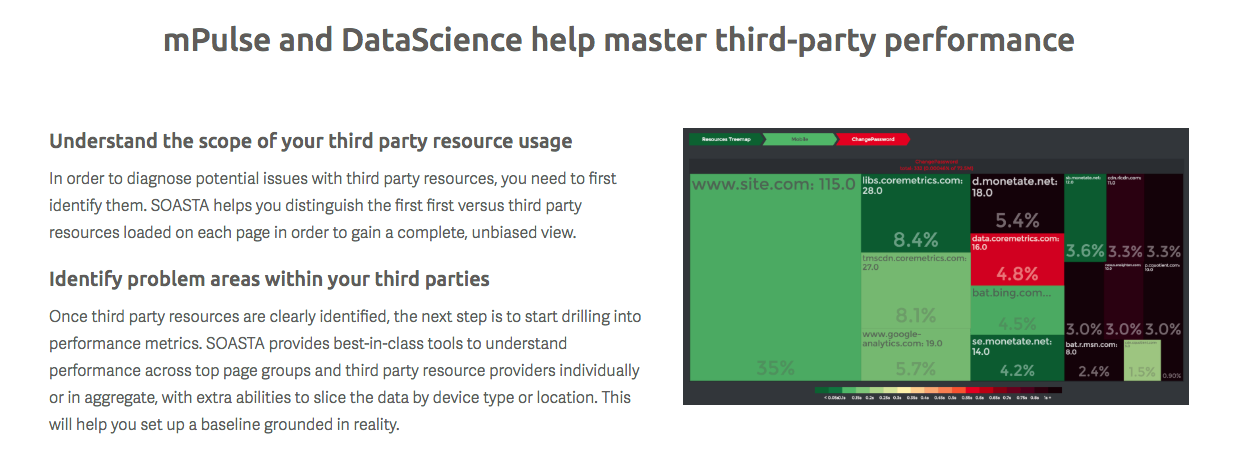 mPulse and DataScience help master third-party performance
Understand the scope of your third party resource usage
In order to diagnose potential issues with third party resources, you need to first
identify them. SOASTA helps you distinguish the first first versus third party
resources loaded on each page in order to gain a complete, unbiased view.
Identify problem areas within your third parties
Once third party resources are clearly identified, the next step is to start drilling into
performance metrics. SOASTA provides best-in-class tools to understand
performance across top page groups and third party resource providers individually
or in aggregate, with extra abilities to slice the data by device type or location. This
will help you set up a baseline grounded in reality.
Resources Treemap
Mobile
ChangePassword
ChangePassword
www.site.com: 115.0
35%
libs.coremetrics.com:
28.0
8.4%
tmscdn.coremetrics.com:
27.0
8.1%
www.google-
analytics.com: 19.0
5.7%
d.monetate.net:
18.0
5.4%
data.coremetrics.com:
16.0
4.8%
bat.bing.com...
4.5%
se.monetate.net:
14.0
4.2%
3.6%
3.3%
3.3%
3.0%
3.0%
3.0%
bat.r.msn.com:
8.0
2.4%
1.5%
0.90%